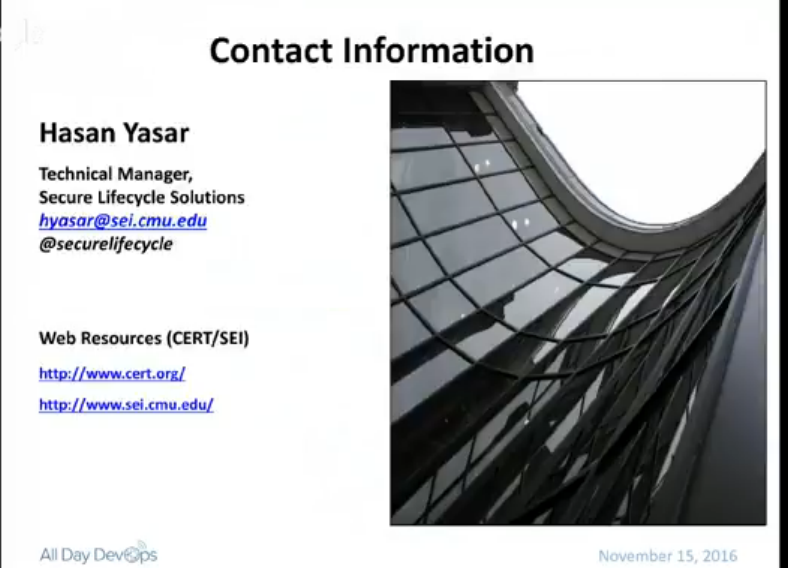 Contact Information
Hasan Yasar
Technical Manager,
Secure Lifecycle Solutions
hyasar@sei.cmu.edu
@securelifecycle
Web Resources (CERT/SEI)
http://www.cert.org/
http://www.sei.cmu.edu/
All Day DevOps
November 15, 2016